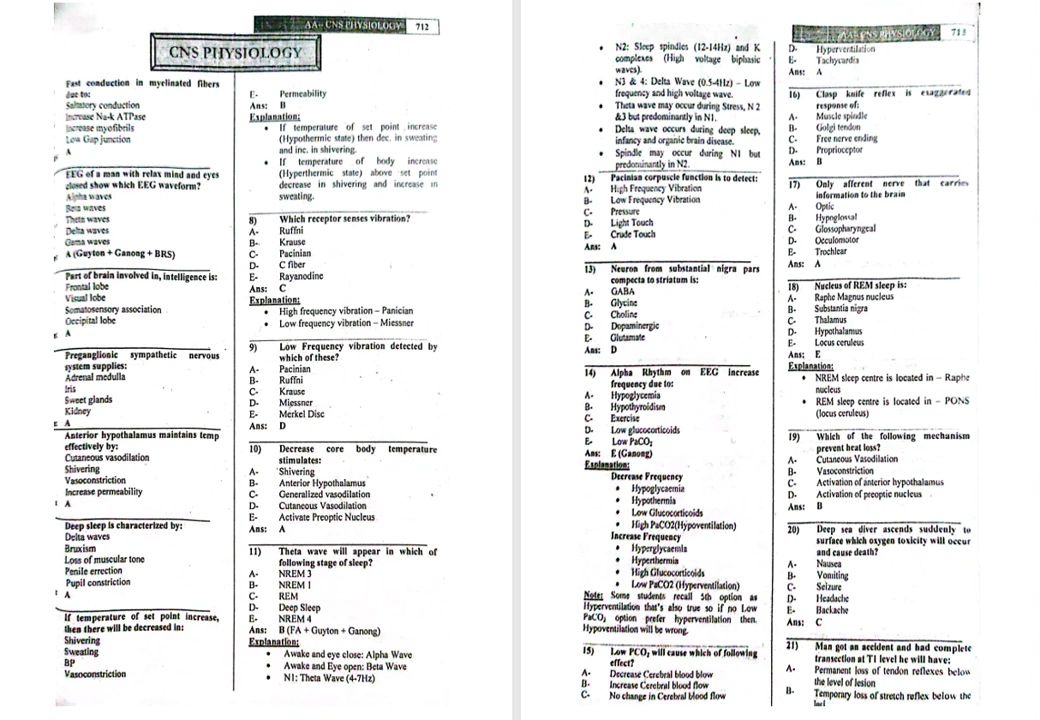 AA- CNS PHYSIOLOGY 712
CNS PHYSIOLOGY
Fast conduction in myelinated fibers
due to:
Saltatory conduction
Increase Na-k ATPase
Increase myofibrils
Low Gap junction
A
EEG of a man with relax mind and eyes
closed show which EEG waveform?
Alpha waves
Beta waves
Theta waves
Delta waves
Gama waves
A (Guyton + Ganong + BRS)
Part of brain involved in, intelligence is:
Frontal lobe
Visual lobe
Somatosensory association
Occipital lobe
A
Preganglionic sympathetic nervous
system supplies:
Adrenal medulla
Iris
Sweet glands
Kidney
A
Anterior hypothalamus maintains temp
effectively by:
Cutaneous vasodilation
Shivering
Vasoconstriction
Increase permeability
A
Deep sleep is characterized by:
Delta waves
Bruxism
Loss of muscular tone
Penile errection
Pupil constriction
A
If temperature of set point increase,
then there will be decreased in:
Shivering
Sweating
BP
Vasoconstriction
E- Permeability
Ans: B
Explanation:
• If temperature of set point increase
(Hypothermic state) then dec. in sweating
and inc. in shivering.
• If temperature of body increase
(Hyperthermic state) above set point
decrease in shivering and increase in
sweating.
8) Which receptor senses vibration?
A- Ruffni
B- Krause
C- Pacinian
D- C fiber
E- Rayanodine
Ans: C
Explanation:
• High frequency vibration – Panician
• Low frequency vibration – Miessner
9) Low Frequency vibration detected by
which of these?
A- Pacinian
B- Ruffni
C- Krause
D- Miessner
E- Merkel Disc
Ans: D
10) Decrease core body temperature
stimulates:
A- Shivering
B- Anterior Hypothalamus
C- Generalized vasodilation
D- Cutaneous Vasodilation
E- Activate Preoptic Nucleus
Ans: A
11) Theta wave will appear in which of
following stage of sleep?
A- NREM 3
B- NREM 1
C- REM
D- Deep Sleep
E- NREM 4
Ans: B (FA + Guyton + Ganong)
Explanation:
• Awake and eye close: Alpha Wave
• Awake and Eye open: Beta Wave
• N1: Theta Wave (4-7Hz)
• N2: Sleep spindles (12-14Hz) and K
complexes (High voltage biphasic
waves).
• N3 & 4: Delta Wave (0.5-4Hz) – Low
frequency and high voltage wave.
• Theta wave may occur during Stress, N 2
&3 but predominantly in N1.
• Delta wave occurs during deep sleep,
infancy and organic brain disease.
• Spindle may occur during N1 but
predominantly in N2.
12) Pacinian corpuscle function is to detect:
A- High Frequency Vibration
B- Low Frequency Vibration
C- Pressure
D- Light Touch
E- Crude Touch
Ans: A
13) Neuron from substantial nigra pars
compecta to striatum is:
A- GABA
B- Glycine
C- Choline
D- Dopaminergic
E- Glutamate
Ans: D
14) Alpha Rhythm on EEG increase
frequency due to:
A- Hypoglycemia
B- Hypothyroidism
C- Exercise
D- Low glucocorticoids
E- Low PaCO₂
Ans: E (Ganong)
Explanation:
Decrease Frequency
• Hypoglycaemia
• Hypothermia
• Low Glucocorticoids
• High PaCO2(Hypoventilation)
Increase Frequency
• Hyperglycaemia
• Hyperthermia
• High Glucocorticoids
• Low PaCO2 (Hyperventilation)
Note: Some students recall 5th option as
Hyperventilation that's also true so if no Low
PaCO₂ option prefer hyperventilation then.
Hypoventilation will be wrong.
15) Low PCO₂ will cause which of following
effect?
A- Decrease Cerebral blood blow
B- Increase Cerebral blood flow
C- No change in Cerebral blood flow
AA- CNS PHYSIOLOGY 713
D- Hyperventilation
E- Tachycardia
Ans: A
16) Clasp knife reflex is exaggerated
response of:
A- Muscle spindle
B- Golgi tendon
C- Free nerve ending
D- Proprioceptor
Ans: B
17) Only afferent nerve that carries
information to the brain
A- Optic
B- Hypoglossal
C- Glossopharyngeal
D- Occulomotor
E- Trochlear
Ans: A
18) Nucleus of REM sleep is:
A- Raphe Magnus nucleus
B- Substantia nigra
C- Thalamus
D- Hypothalamus
E- Locus ceruleus
Ans: E
Explanation:
• NREM sleep centre is located in – Raphe
nucleus
• REM sleep centre is located in – PONS
(locus ceruleus)
19) Which of the following mechanism
prevent heat loss?
A- Cutaneous Vasodilation
B- Vasoconstriction
C- Activation of anterior hypothalamus
D- Activation of preoptic nucleus
Ans: B
20) Deep sea diver ascends suddenly to
surface which oxygen toxicity will occur
and cause death?
A- Nausea
B- Vomiting
C- Seizure
D- Headache
E- Backache
Ans: C
21) Man got an accident and had complete
transection at T1 level he will have:
A- Permanent loss of tendon reflexes below
the level of lesion
B- Temporary loss of stretch reflex below the